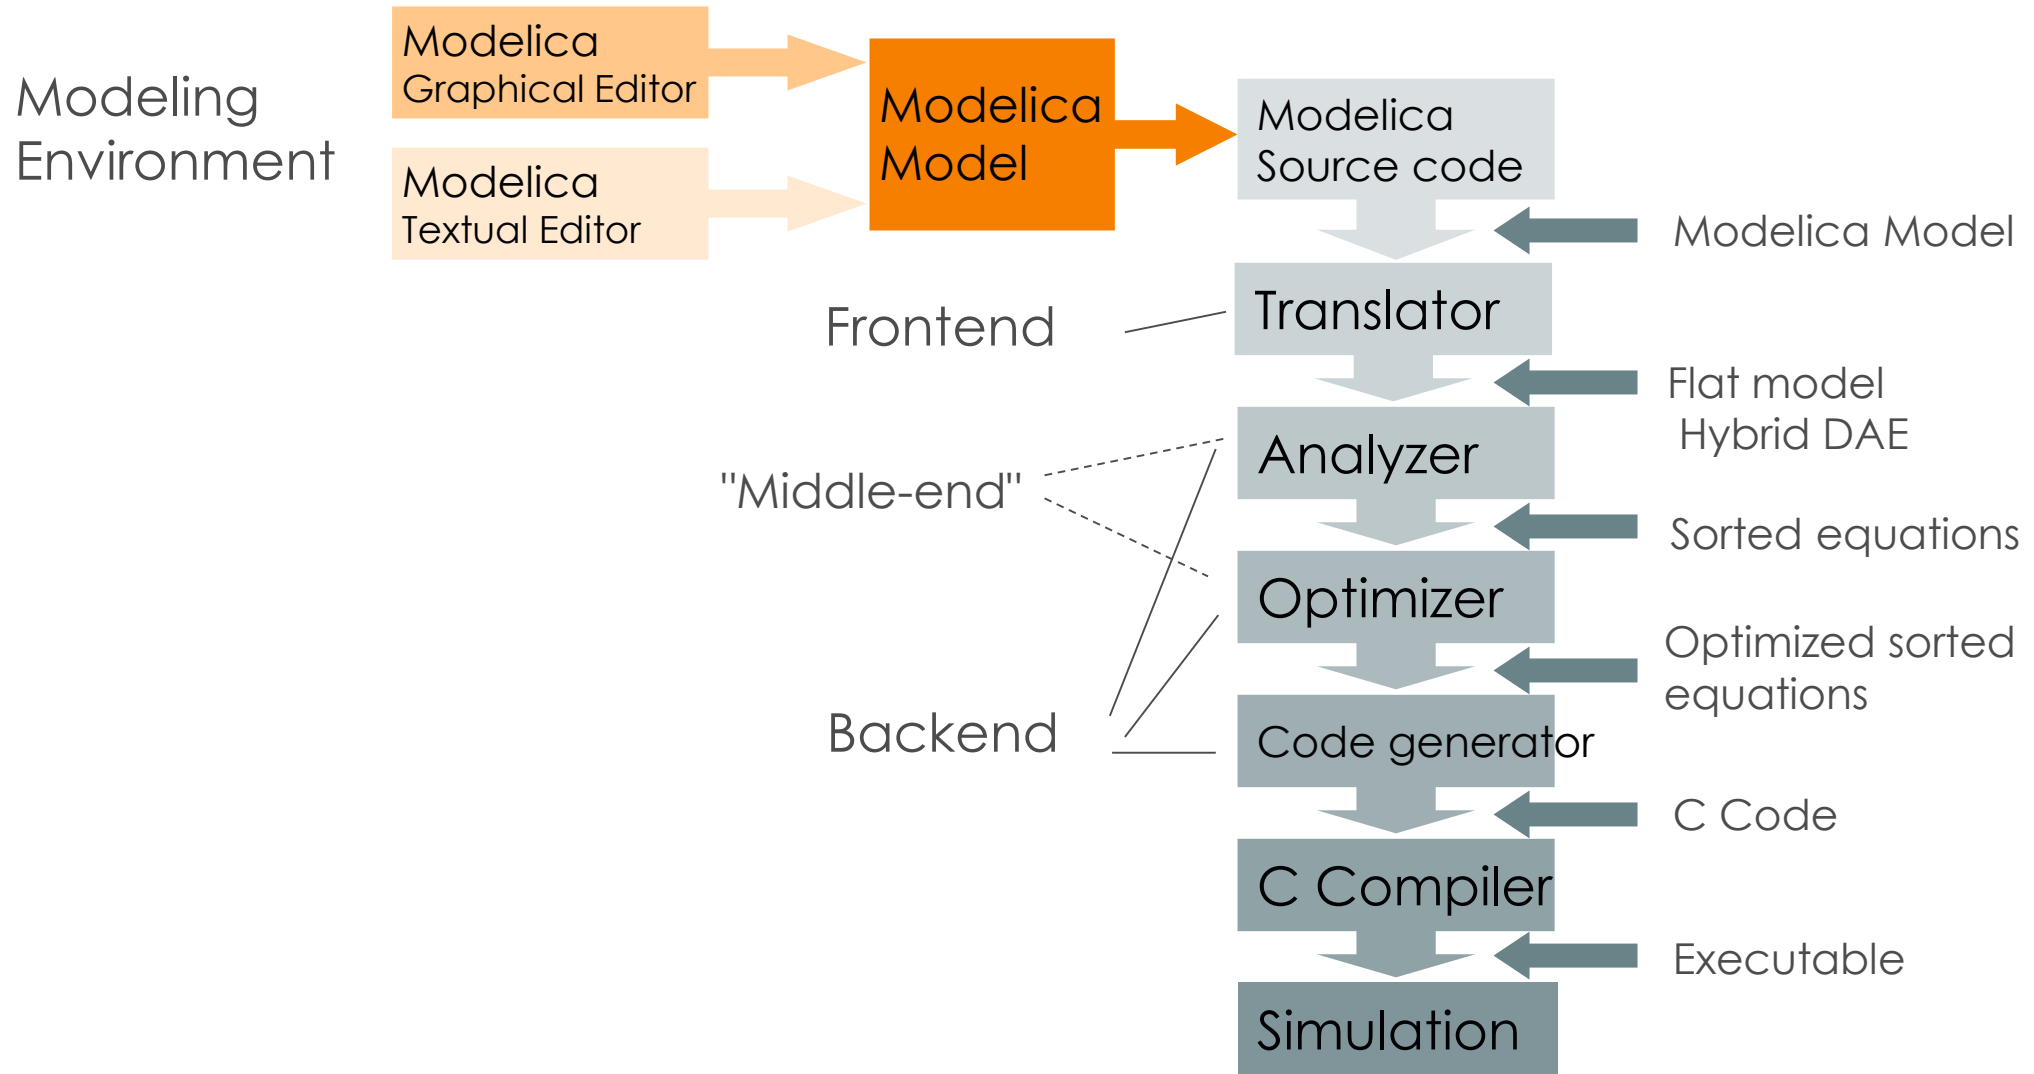 Modeling
Environment
Modelica
Graphical Editor
Modelica
Textual Editor
Modelica
Model
Modelica
Source code
Modelica Model
Frontend
Translator
Flat model
Hybrid DAE
"Middle-end"
Analyzer
Sorted equations
Optimizer
Optimized sorted
equations
Backend
Code generator
C Code
C Compiler
Executable
Simulation